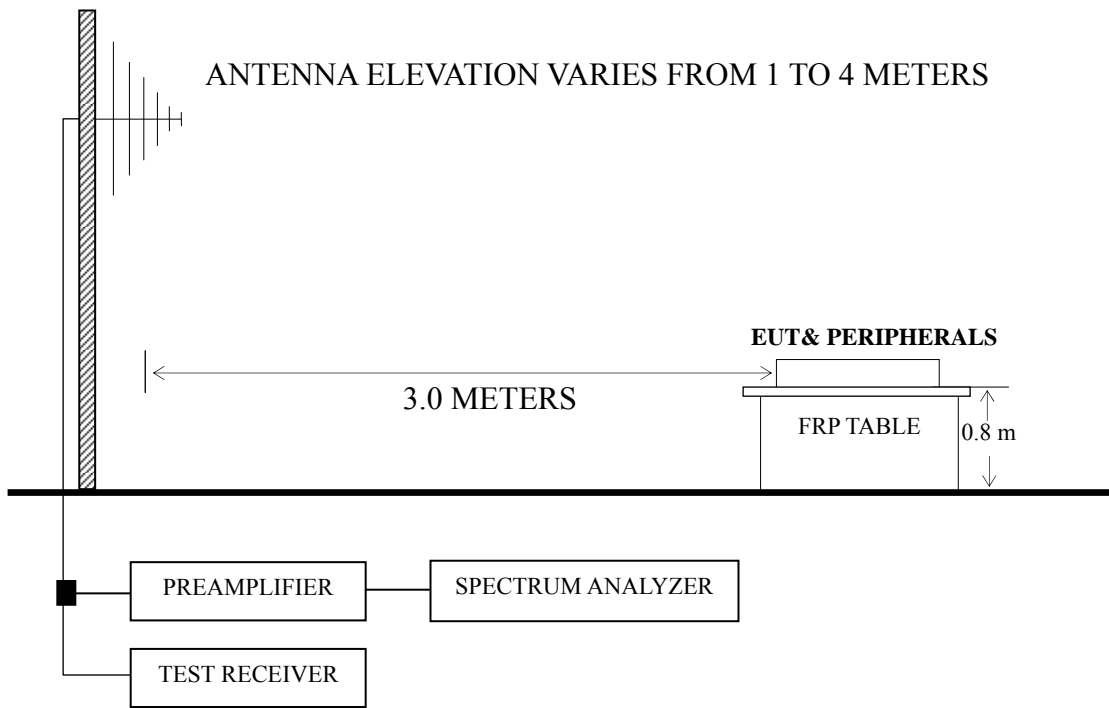 ANTENNA ELEVATION VARIES FROM 1 TO 4 METERS
EUT& PERIPHERALS
3.0 METERS
FRP TABLE
0.8 m
PREAMPLIFIER
SPECTRUM ANALYZER
TEST RECEIVER